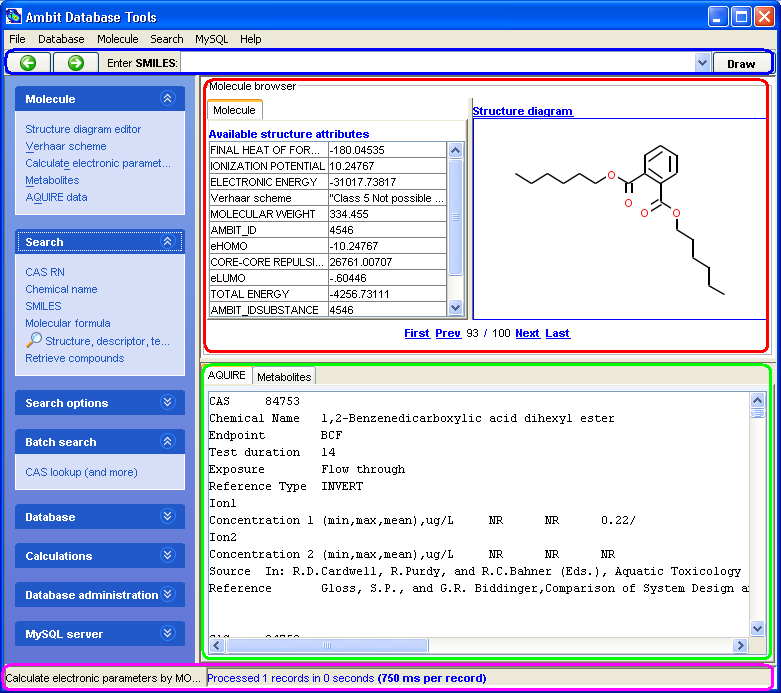 Ambit Database Tools
File Database Molecule Search MySQL Help
Enter SMILES: Draw
Molecule
Structure diagram editor
Verhaar scheme
Calculate electronic paramet...
Metabolites
AQUIRE data
Search
CAS RN
Chemical name
SMILES
Molecular formula
Structure, descriptor, te...
Retrieve compounds
Search options
Batch search
CAS lookup (and more)
Database
Calculations
Database administration
MySQL server
Molecule browser
Molecule
Available structure attributes
FINAL HEAT OF FOR... -180.04535
IONIZATION POTENTIAL 10.24767
ELECTRONIC ENERGY -31017.73817
Verhaar scheme "Class 5 Not possible ...
MOLECULAR WEIGHT 334.455
AMBIT_ID 4546
eHOMO -10.24767
CORE-CORE REPULSI... 26761.00707
eLUMO -.60446
TOTAL ENERGY -4256.73111
AMBIT_IDSUBSTANCE 4546
Structure diagram
O
O
O
O
First Prev 93 / 100 Next Last
AQUIRE Metabolites
CAS 84753
Chemical Name 1,2-Benzenedicarboxylic acid dihexyl ester
Endpoint BCF
Test duration 14
Exposure Flow through
Reference Type INVERT
Ion1
Concentration 1 (min,max,mean),ug/L NR NR 0.22/
Ion2
Concentration 2 (min,max,mean),ug/L NR NR NR
Source In: R.D.Cardwell, R.Purdy, and R.C.Bahner (Eds.), Aquatic Toxicology
Reference Gloss, S.P., and G.R. Biddinger,Comparison of System Design a
Calculate electronic parameters by MO... Processed 1 records in 0 seconds (750 ms per record)